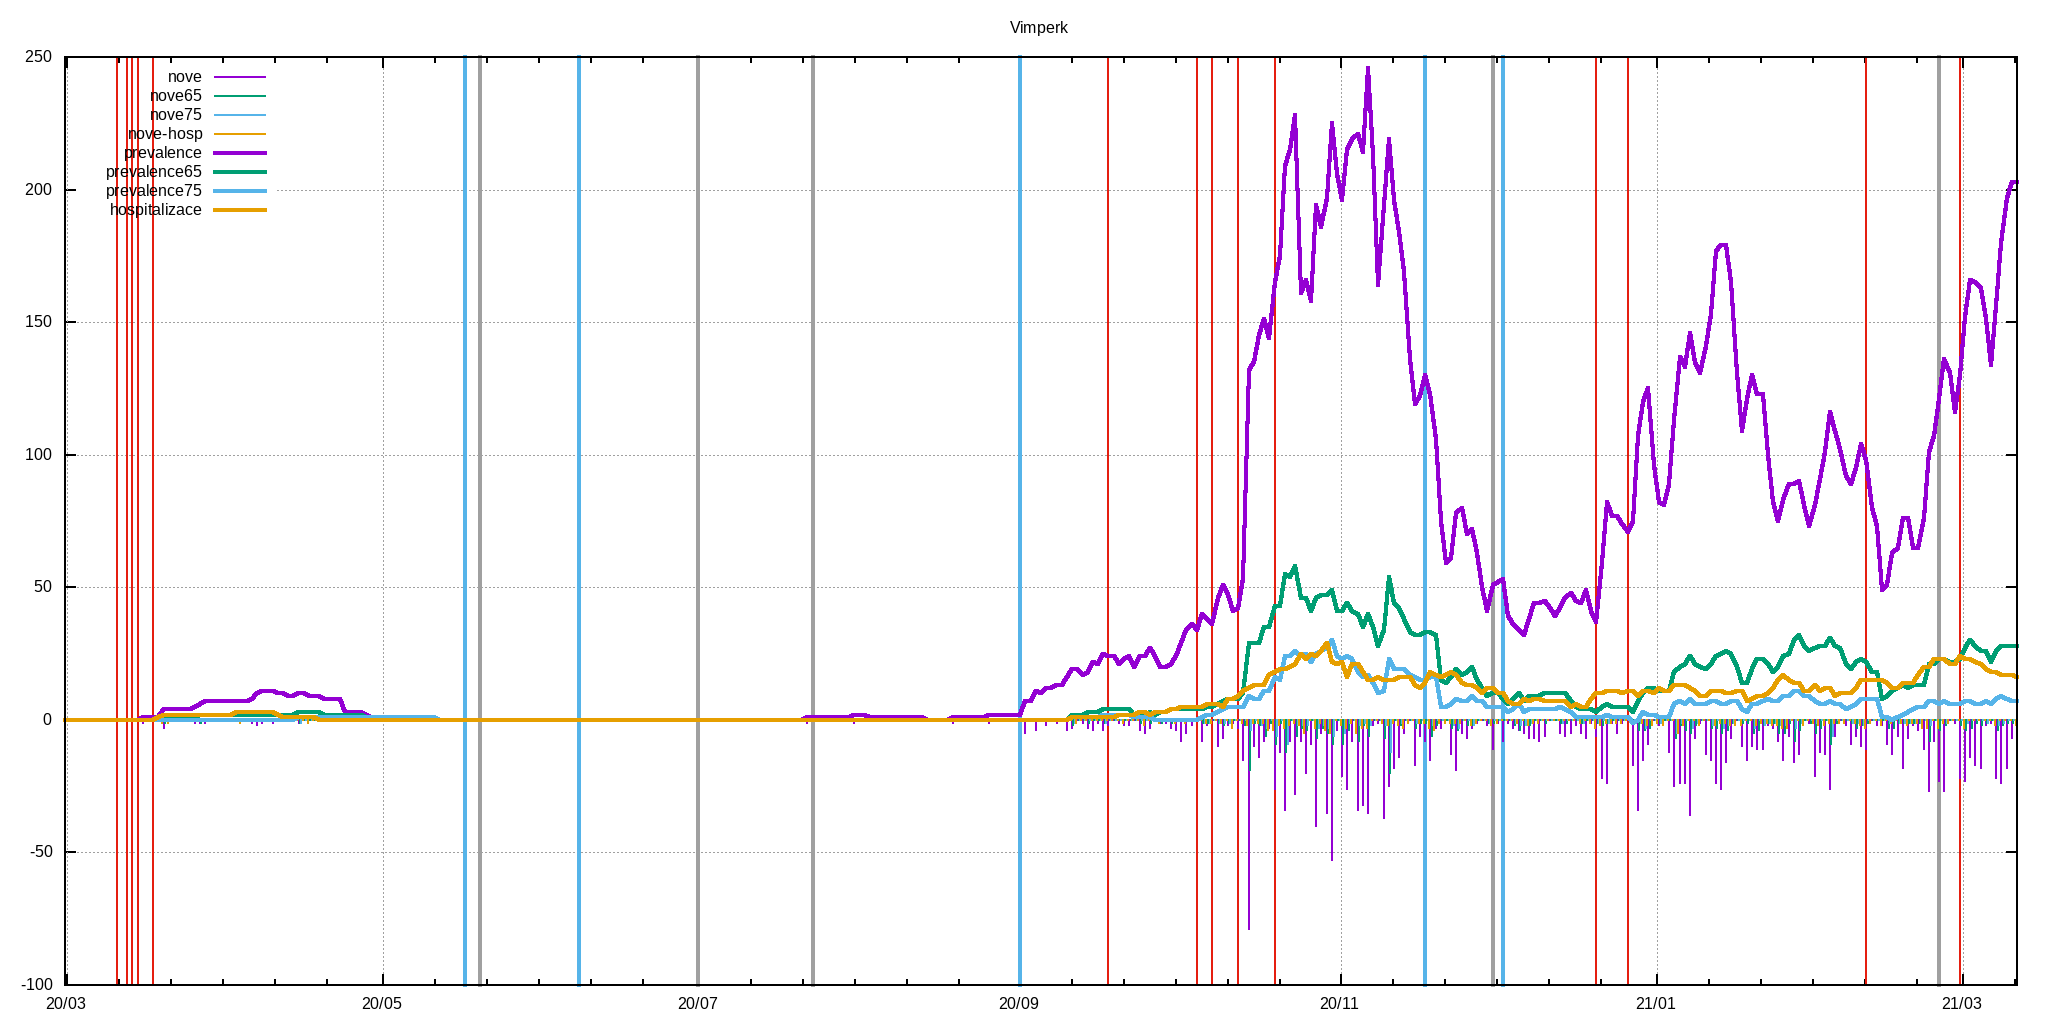 Vimperk
250
200
150
100
50
0
-50
-100
nove
nove65
nove75
nove-hosp
prevalence
prevalence65
prevalence75
hospitalizace
20/03 20/05 20/07 20/09 20/11 21/01 21/03